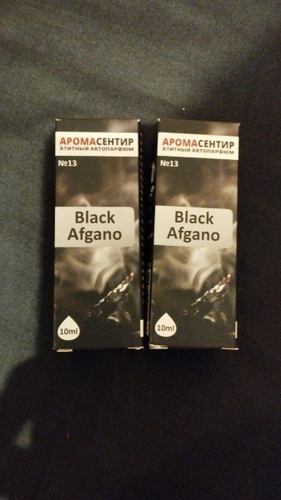 АРОМАСЕНТИР
ЭЛИТНЫЙ АВТОПАРФЮМ
№13
Black
Afgano
10ml
АРОМАСЕНТИР
ЭЛИТНЫЙ АВТОПАРФЮМ
№13
Black
Afgano
10ml